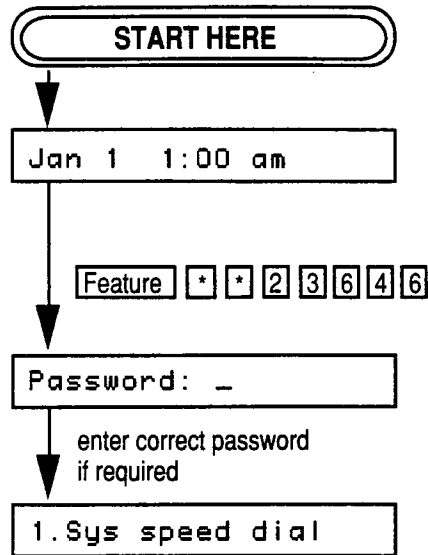 START HERE
Jan 1 1:00 am
Feature * * 2 3 6 4 6
Password: _
enter correct password
if required
1.Sys speed dial